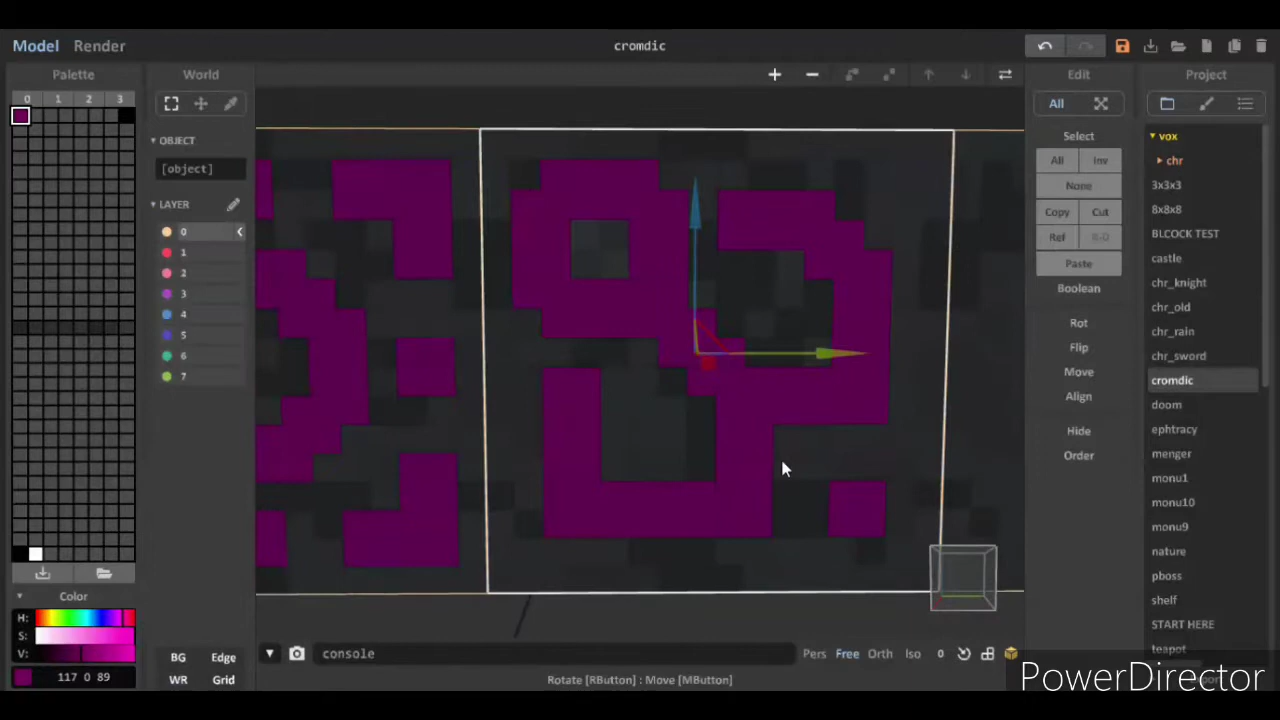 Model Render
cromdic
Palette
World
Edit
Project
0 1 2 3
All
OBJECT
[object]
LAYER
0
1
2
3
4
5
6
7
Select
All Inv
None
Copy Cut
Ref
Paste
Boolean
Rot
Flip
Move
Align
Hide
Order
vox
chr
3x3x3
8x8x8
BLCOCK TEST
castle
chr_knight
chr_old
chr_rain
chr_sword
cromdic
doom
ephtracy
menger
monu1
monu10
monu9
nature
pboss
shelf
START HERE
teapot
Color
H:
S:
V:
117 0 89
BG Edge
WR Grid
console
Pers Free Orth Iso 0
Rotate [RButton] : Move [MButton]
PowerDirector